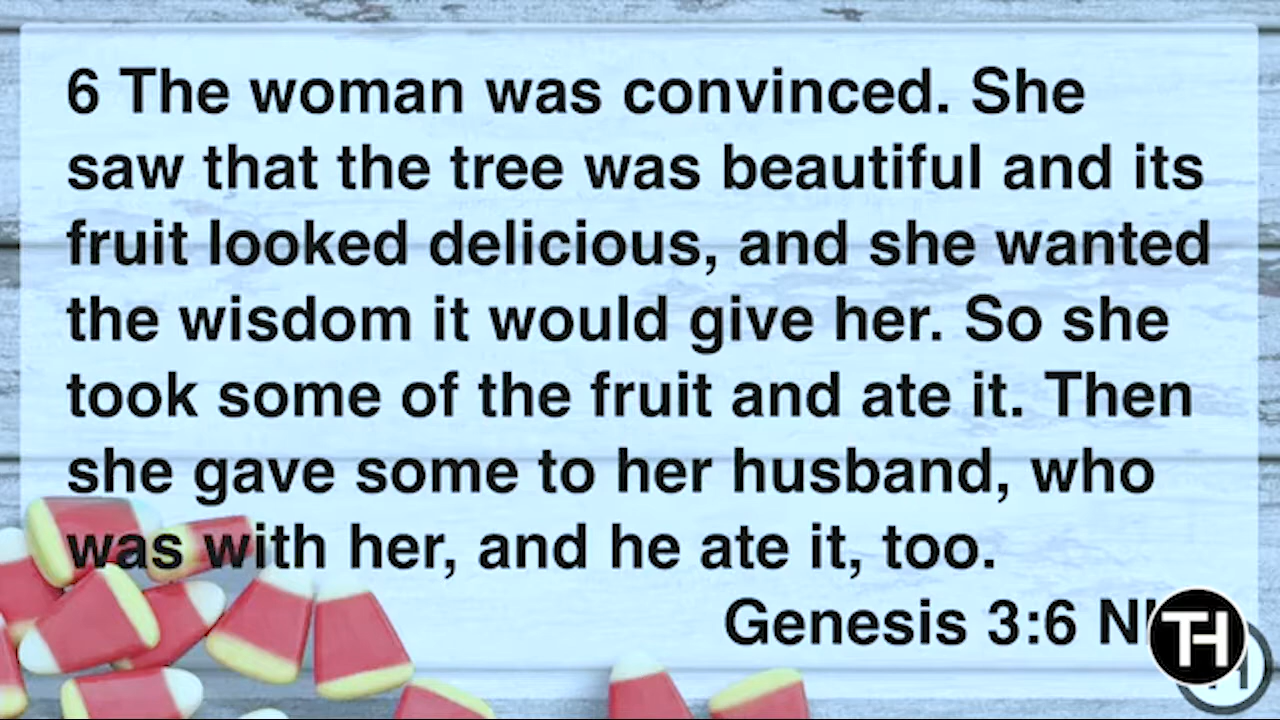 6 The woman was convinced. She
saw that the tree was beautiful and its
fruit looked delicious, and she wanted
the wisdom it would give her. So she
took some of the fruit and ate it. Then
she gave some to her husband, who
was with her, and he ate it, too.
Genesis 3:6
TH